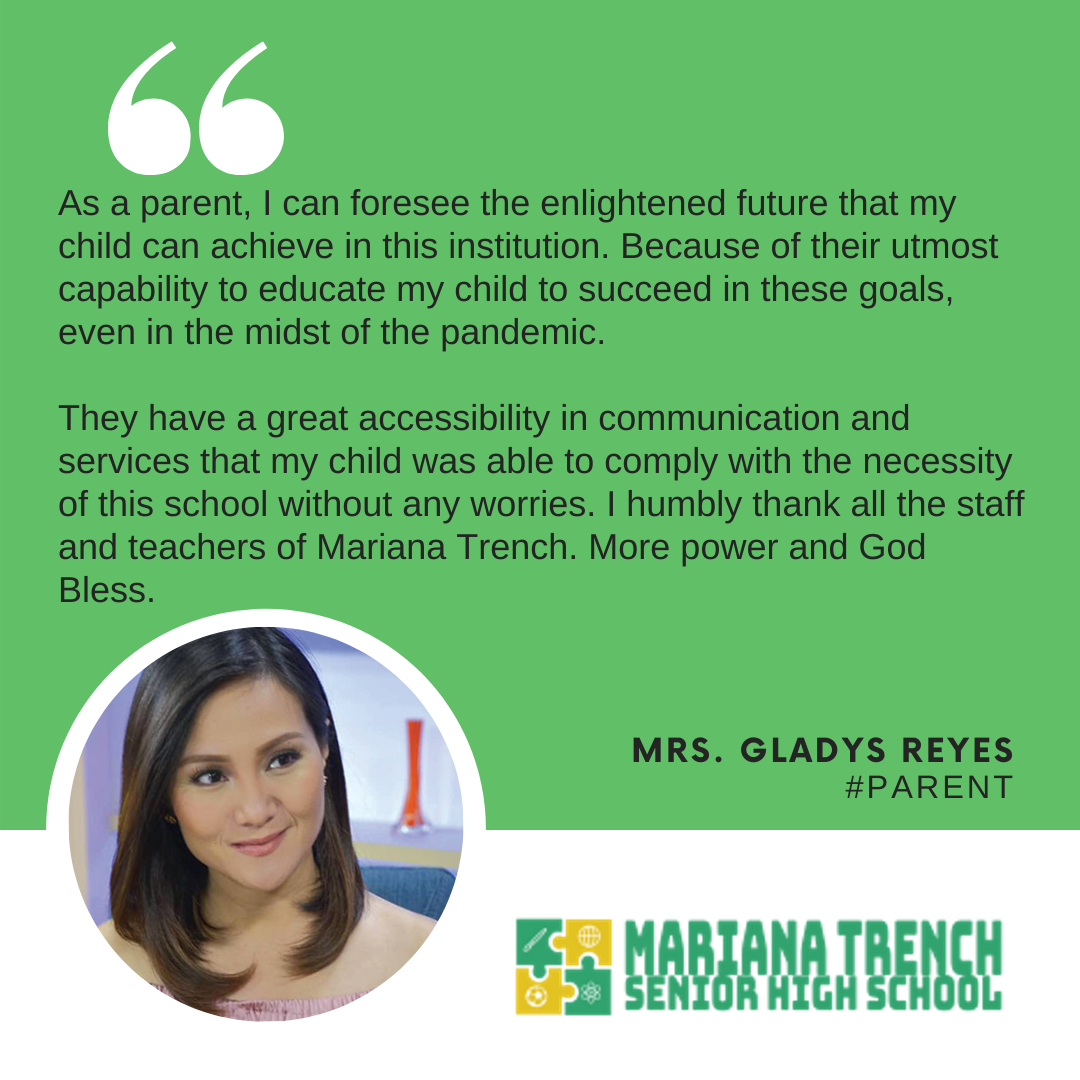 “
As a parent, I can foresee the enlightened future that my
child can achieve in this institution. Because of their utmost
capability to educate my child to succeed in these goals,
even in the midst of the pandemic.
They have a great accessibility in communication and
services that my child was able to comply with the necessity
of this school without any worries. I humbly thank all the staff
and teachers of Mariana Trench. More power and God
Bless.
MRS. GLADYS REYES
#PARENT
MARIANA TRENCH
SENIOR HIGH SCHOOL